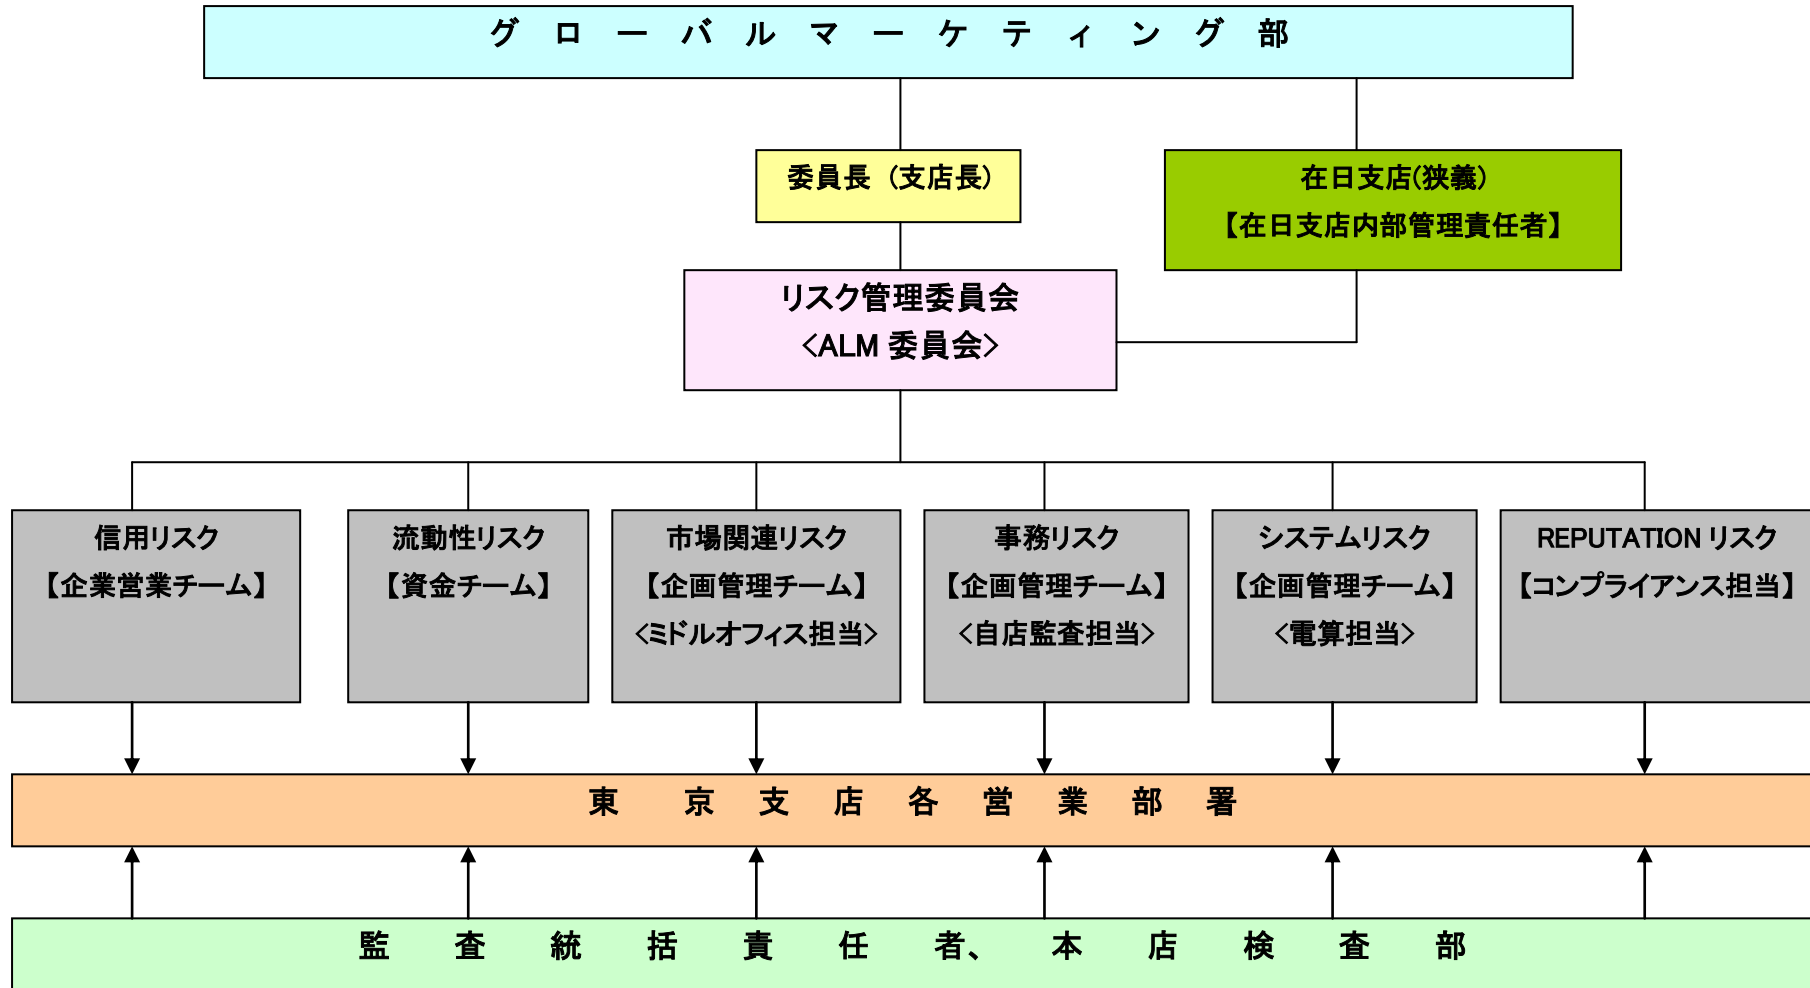 グローバルマーケティング部
委員長（支店長）
在日支店(狭義）
【在日支店内部管理責任者】
リスク管理委員会
<ALM 委員会>
信用リスク
【企業営業チーム】
流動性リスク
【資金チーム】
市場関連リスク
【企画管理チーム】
<ミドルオフィス担当>
事務リスク
【企画管理チーム】
<自店監査担当>
システムリスク
【企画管理チーム】
<電算担当>
REPUTATION リスク
【コンプライアンス担当】
東京支店各営業部署
監査統括責任者、本店検査部